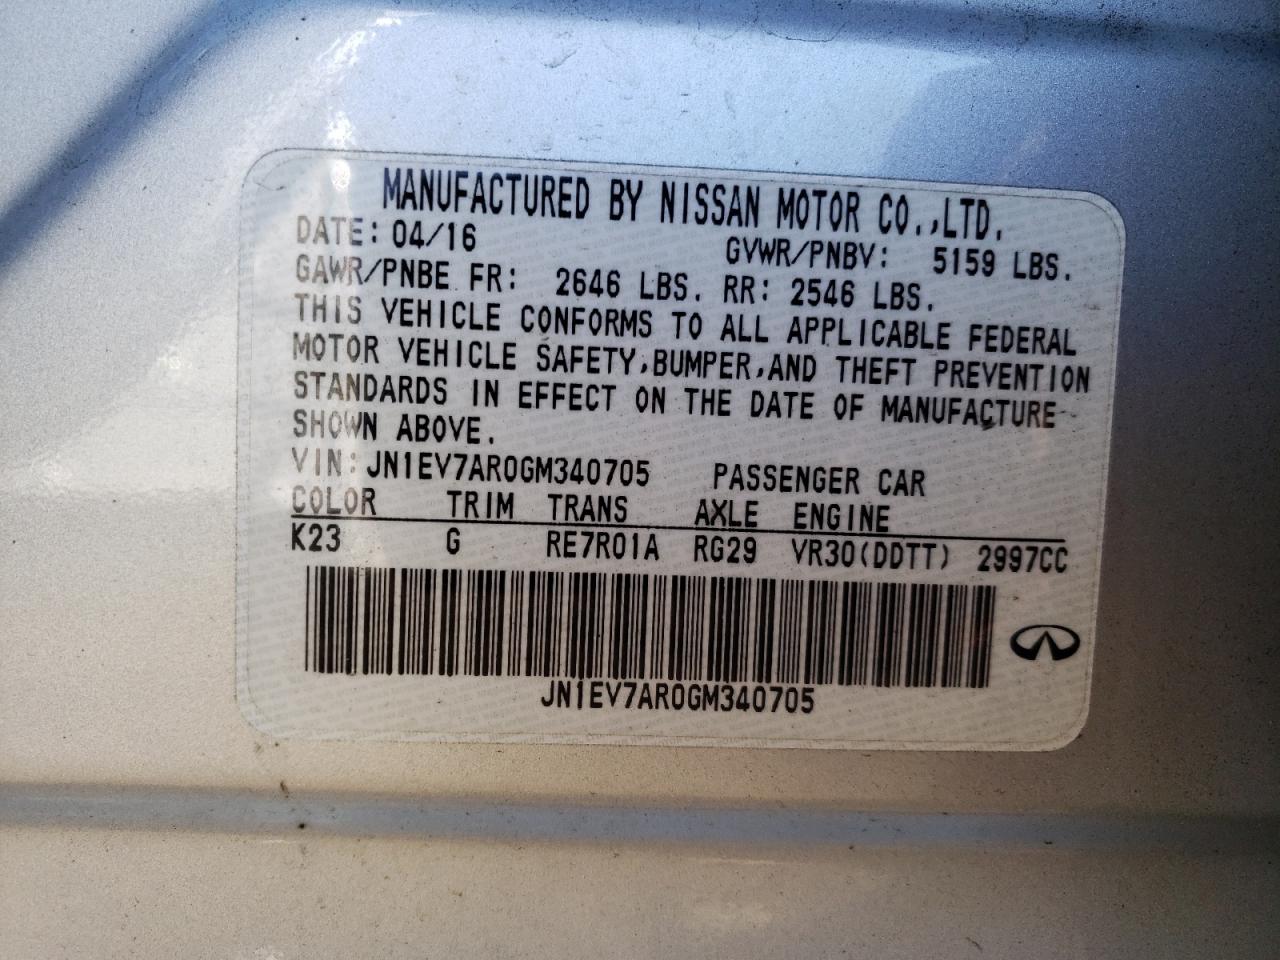 MANUFACTURED BY NISSAN MOTOR CO.,LTD.
DATE: 04/16 GVWR/PNBV: 5159 LBS.
GAWR/PNBE FR: 2646 LBS. RR: 2546 LBS.
THIS VEHICLE CONFORMS TO ALL APPLICABLE FEDERAL
MOTOR VEHICLE SAFETY,BUMPER,AND THEFT PREVENTION
STANDARDS IN EFFECT ON THE DATE OF MANUFACTURE
SHOWN ABOVE.
VIN: JN1EV7AR0GM340705 PASSENGER CAR
COLOR TRIM TRANS AXLE ENGINE
K23 G RE7R01A RG29 VR30(DDTT) 2997CC
JN1EV7AR0GM340705